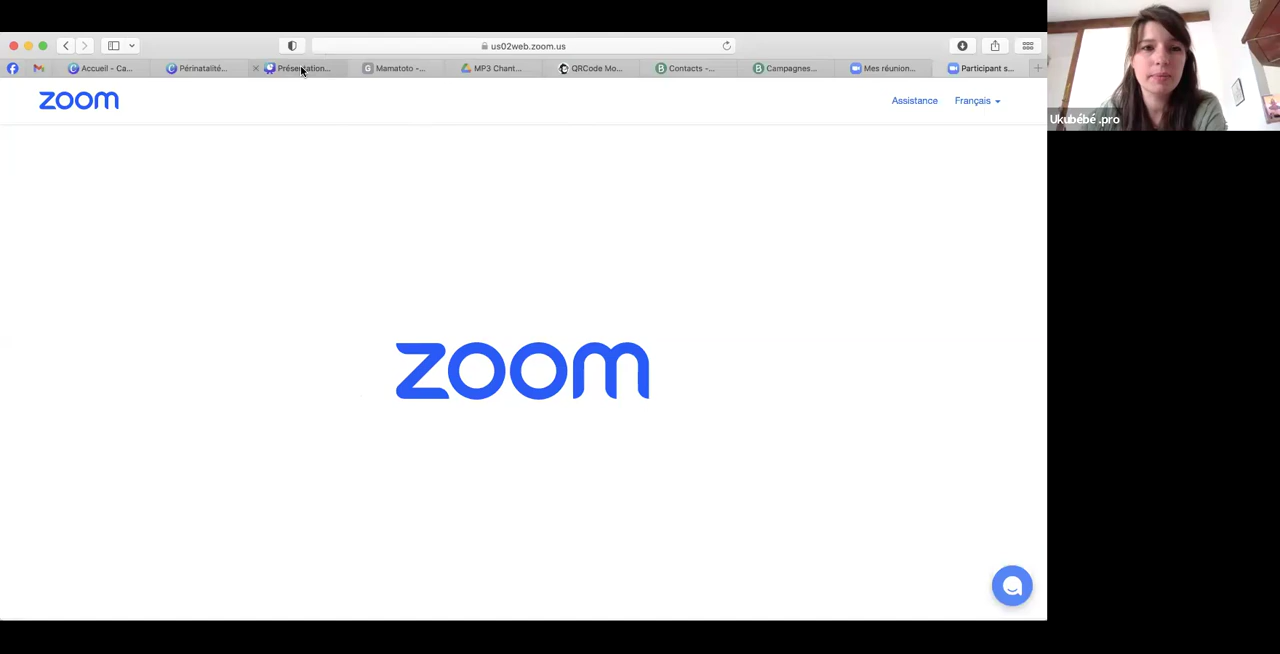 us02web.zoom.us
Accueil - Ca...
Périnatalité...
Présentation...
Mamatoto -...
MP3 Chant...
QRCode Mo...
Contacts -...
Campagnes...
Mes réunion...
Participant s...
zoom
Assistance
Français
zoom
Ukubébé .pro